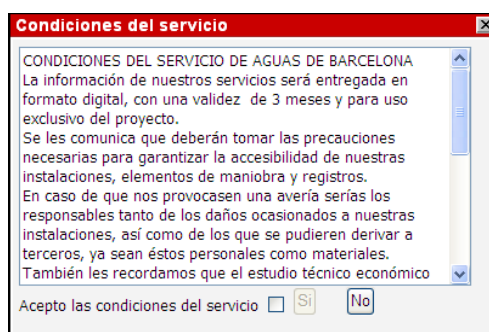 Condiciones del servicio
CONDICIONES DEL SERVICIO DE AGUAS DE BARCELONA
La información de nuestros servicios será entregada en
formato digital, con una validez de 3 meses y para uso
exclusivo del proyecto.
Se les comunica que deberán tomar las precauciones
necesarias para garantizar la accesibilidad de nuestras
instalaciones, elementos de maniobra y registros.
En caso de que nos provocasen una avería serías los
responsables tanto de los daños ocasionados a nuestras
instalaciones, así como de los que se pudieren derivar a
terceros, ya sean éstos personales como materiales.
También les recordamos que el estudio técnico económico
Acepto las condiciones del servicio Si No